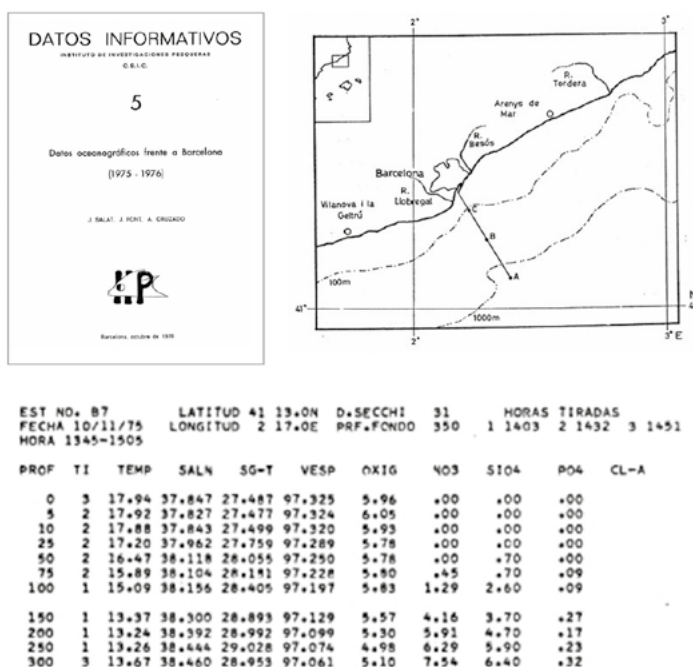 DATOS INFORMATIVOS
INSTITUTO DE INVESTIGACIONES PESQUERAS
C.S.I.C.
5
Datos oceanográficos frente a Barcelona
(1975 - 1976)
J. SALAT, J. FONT, A. CRUZADO
IIP
Barcelona, octubre de 1978
2°
3°
R.
Tordera
Arenys de
Mar
R.
Besós
Barcelona
R.
Llobregat
Vilanova i la
Geltrú
C
B
A
100m
1000m
41°
N
4
2°
3° E
EST NO. B7 LATITUD 41 13.0N D.SECCHI 31 HORAS TIRADAS
FECHA 10/11/75 LONGITUD 2 17.0E PRF.FONDO 350 1 1403 2 1432 3 1451
HORA 1345-1505
PROF TI TEMP SALN SG-T VESP OXIG NO3 SIO4 PO4 CL-A
0 3 17.94 37.847 27.487 97.325 5.96 .00 .00 .00
5 2 17.92 37.827 27.477 97.324 6.05 .00 .00 .00
10 2 17.88 37.843 27.499 97.320 5.93 .00 .00 .00
25 2 17.20 37.962 27.759 97.289 5.78 .00 .00 .00
50 2 16.47 38.118 28.055 97.250 5.78 .00 .70 .00
75 2 15.89 38.104 28.181 97.228 5.80 .45 .70 .09
100 1 15.09 38.156 28.405 97.197 5.83 1.29 2.60 .09
150 1 13.37 38.300 28.893 97.129 5.57 4.16 3.70 .27
200 1 13.24 38.392 28.992 97.099 5.30 5.91 4.70 .17
250 1 13.26 38.444 29.028 97.074 4.98 6.29 5.90 .23
300 3 13.67 38.460 28.953 97.061 5.10 7.54 6.40 .32